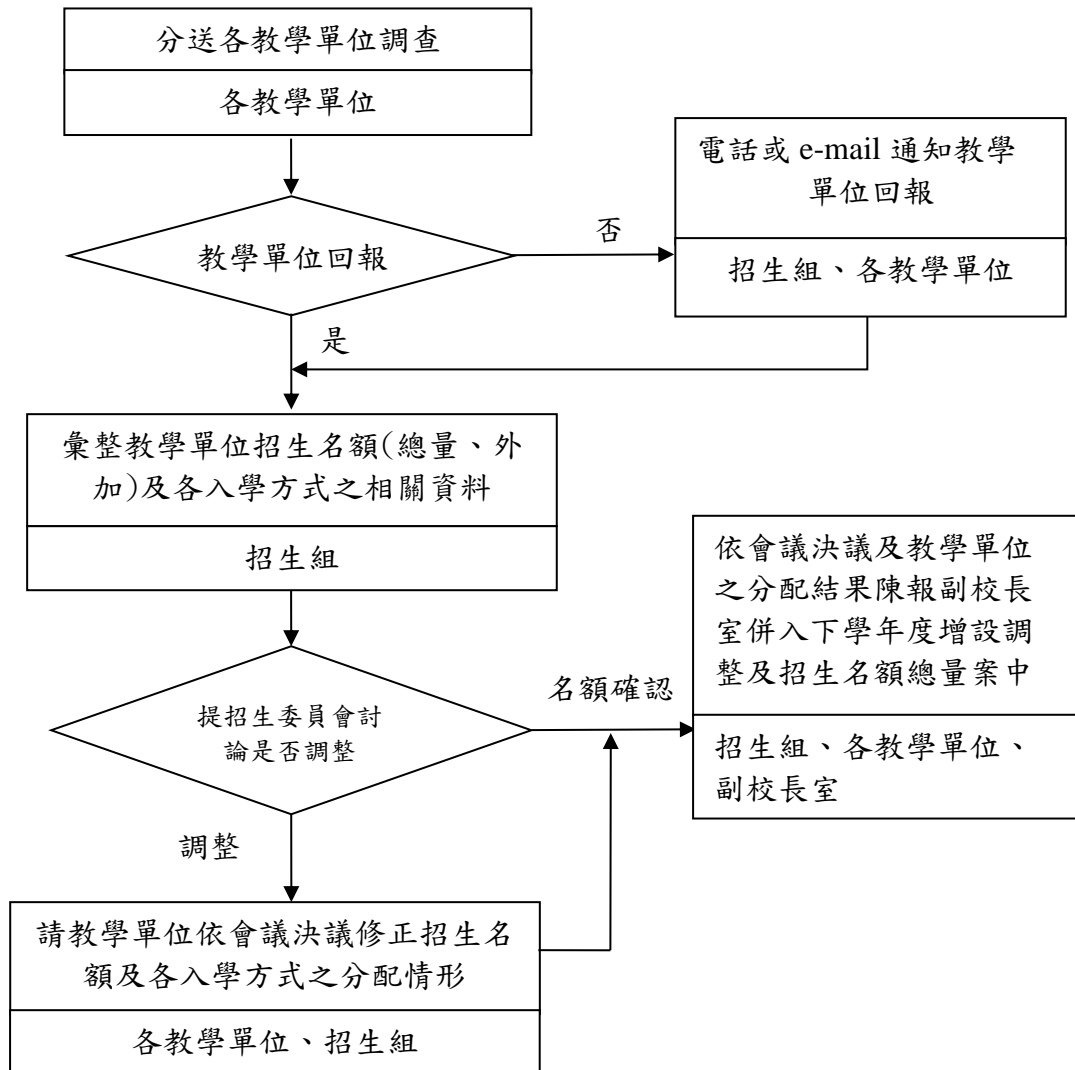 分送各教學單位調查
各教學單位
電話或 e-mail 通知教學
單位回報
招生組、各教學單位
教學單位回報
否
是
彙整教學單位招生名額(總量、外
加)及各入學方式之相關資料
招生組
依會議決議及教學單位
之分配結果陳報副校長
室併入下學年度增設調
整及招生名額總量案中
招生組、各教學單位、
副校長室
名額確認
提招生委員會討
論是否調整
調整
請教學單位依會議決議修正招生名
額及各入學方式之分配情形
各教學單位、招生組